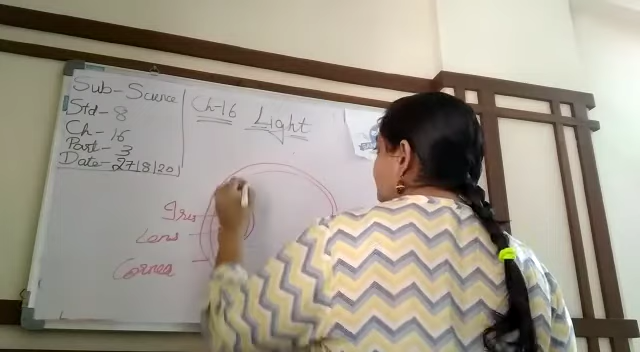 Sub- Science
Std- 8
Ch- 16
Part- 3
Date- 27/8/20
Ch-16 Light
Iris
Lens
Cornea